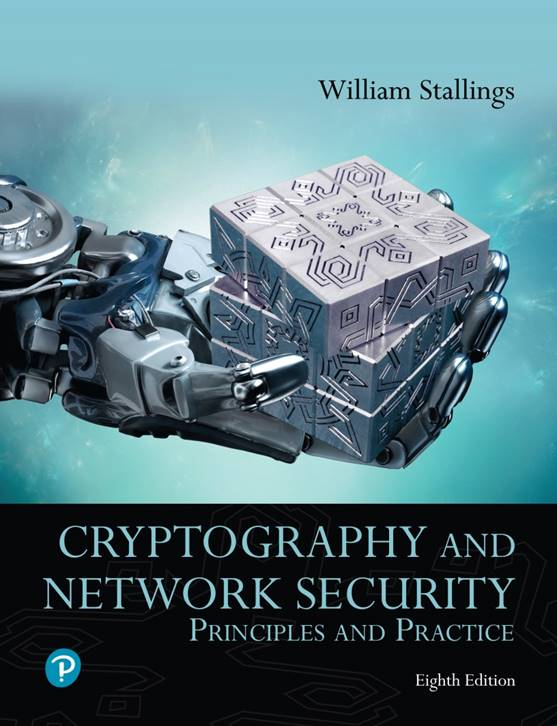 William Stallings
CRYPTOGRAPHY AND
NETWORK SECURITY
PRINCIPLES AND PRACTICE
P
Eighth Edition